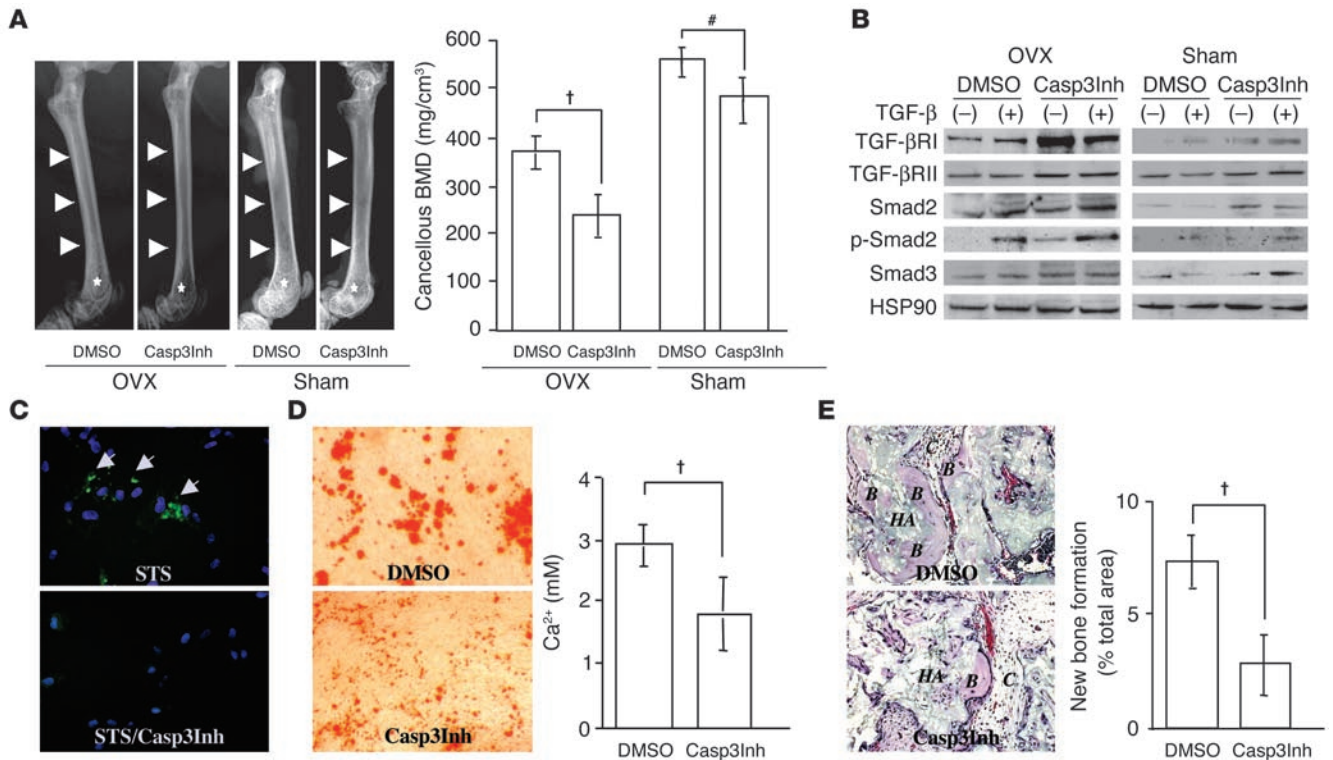 A
600
500
400
300
200
100
0
Cancellous BMD (mg/cm³)
†
#
DMSO Casp3Inh DMSO Casp3Inh
OVX Sham
DMSO Casp3Inh DMSO Casp3Inh
OVX Sham
B
OVX Sham
DMSO Casp3Inh DMSO Casp3Inh
TGF-β (–) (+) (–) (+) (–) (+) (–) (+)
TGF-βRI
TGF-βRII
Smad2
p-Smad2
Smad3
HSP90
C
STS
STS/Casp3Inh
D
DMSO
Casp3Inh
4
3
2
1
0
Ca²⁺ (mM)
†
DMSO Casp3Inh
E
C
B
B
B
HA
B
DMSO
HA
B
C
Casp3Inh
10
5
0
New bone formation
(% total area)
†
DMSO Casp3Inh